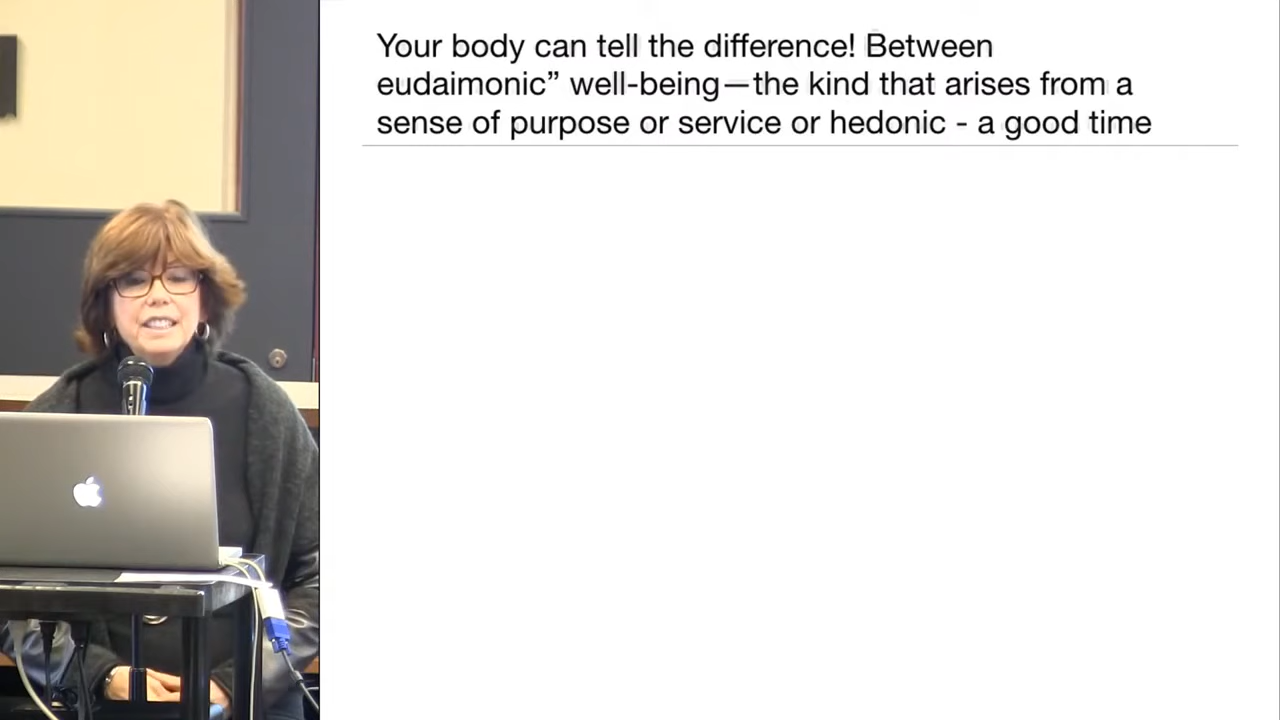 Your body can tell the difference! Between
eudaimonic” well-being—the kind that arises from a
sense of purpose or service or hedonic - a good time